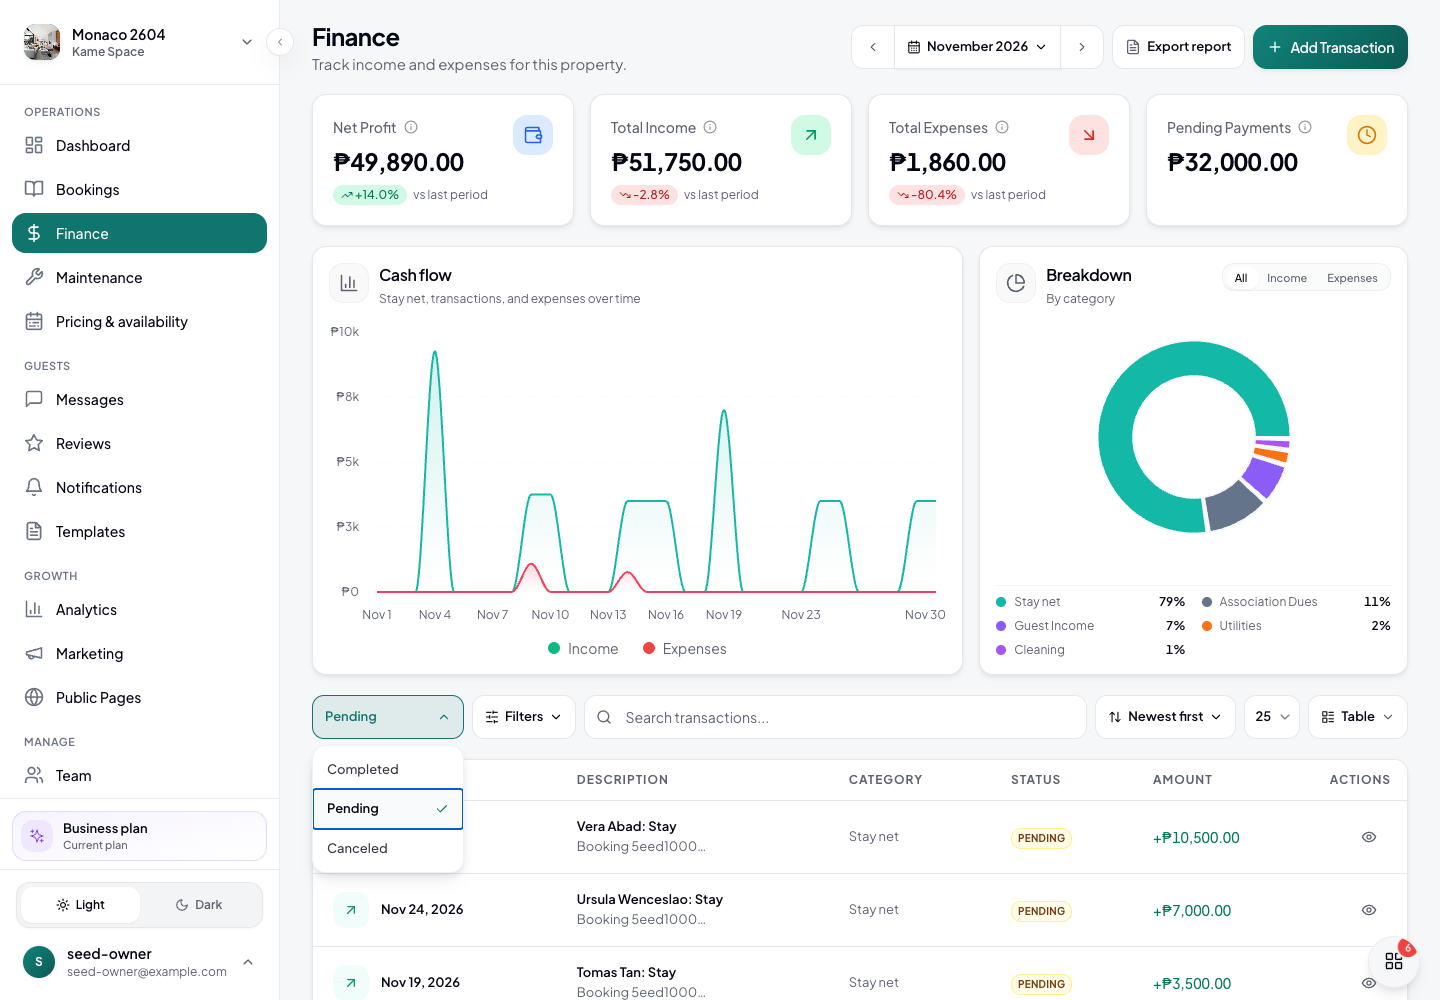 Monaco 2604
Kame Space
OPERATIONS
Dashboard
Bookings
Finance
Maintenance
Pricing & availability
GUESTS
Messages
Reviews
Notifications
Templates
GROWTH
Analytics
Marketing
Public Pages
MANAGE
Team
Business plan
Current plan
Light
Dark
S
seed-owner
seed-owner@example.com
Finance
Track income and expenses for this property.
November 2026
Export report
Add Transaction
Net Profit
₱49,890.00
+14.0% vs last period
Total Income
₱51,750.00
-2.8% vs last period
Total Expenses
₱1,860.00
-80.4% vs last period
Pending Payments
₱32,000.00
Cash flow
Stay net, transactions, and expenses over time
₱10k
₱8k
₱5k
₱3k
₱0
Nov 1 Nov 4 Nov 7 Nov 10 Nov 13 Nov 16 Nov 19 Nov 23 Nov 30
Income Expenses
Breakdown
By category
All Income Expenses
Stay net 79% Association Dues 11%
Guest Income 7% Utilities 2%
Cleaning 1%
Pending
Filters
Search transactions...
Newest first
25
Table
Completed
Pending
Canceled
DESCRIPTION CATEGORY STATUS AMOUNT ACTIONS
Vera Abad: Stay
Booking 5eed1000...
Stay net PENDING +₱10,500.00
Nov 24, 2026
Ursula Wenceslao: Stay
Booking 5eed1000...
Stay net PENDING +₱7,000.00
Nov 19, 2026
Tomas Tan: Stay
Booking 5eed1000...
Stay net PENDING +₱3,500.00
6